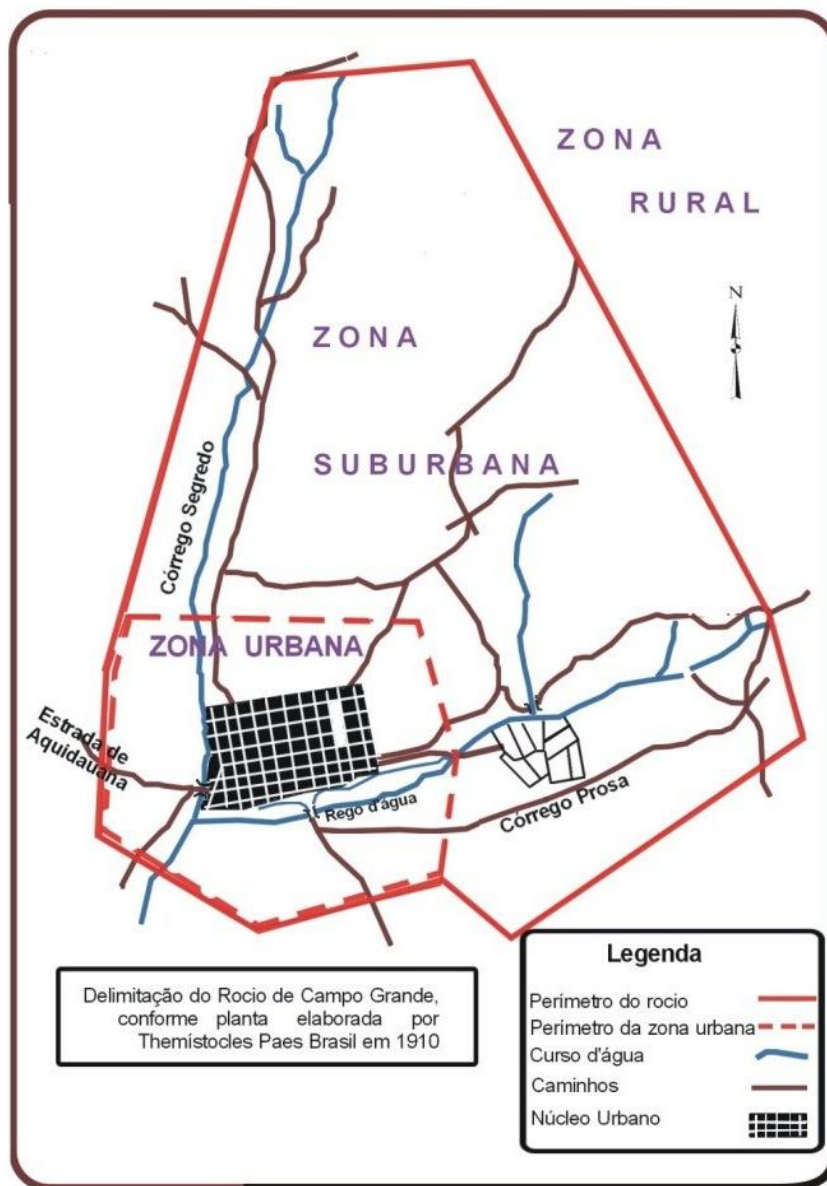 ZONA
RURAL
N
ZONA
SUBURBANA
Córrego Segredo
ZONA URBANA
Estrada de
Aquidauana
Rego d'água
Córrego Prosa
Delimitação do Rocio de Campo Grande,
conforme planta elaborada por
Themístocles Paes Brasil em 1910
Legenda
Perímetro do rocio
Perímetro da zona urbana
Curso d'água
Caminhos
Núcleo Urbano